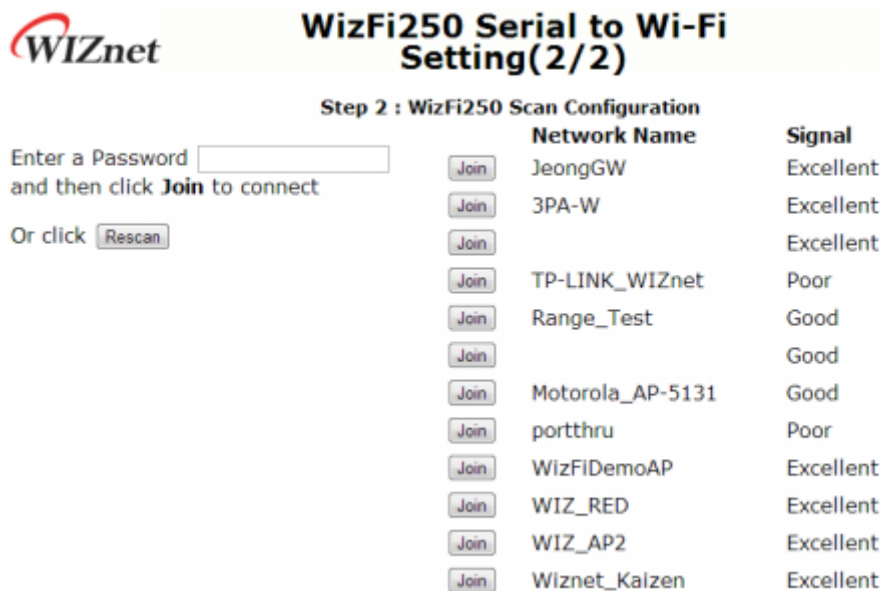 WIZnet
WizFi250 Serial to Wi-Fi
Setting(2/2)
Step 2 : WizFi250 Scan Configuration
Enter a Password
and then click Join to connect
Or click Rescan
Network Name Signal
Join JeongGW Excellent
Join 3PA-W Excellent
Join Excellent
Join TP-LINK_WIZnet Poor
Join Range_Test Good
Join Good
Join Motorola_AP-5131 Good
Join portthru Poor
Join WizFiDemoAP Excellent
Join WIZ_RED Excellent
Join WIZ_AP2 Excellent
Join Wiznet_Kaizen Excellent